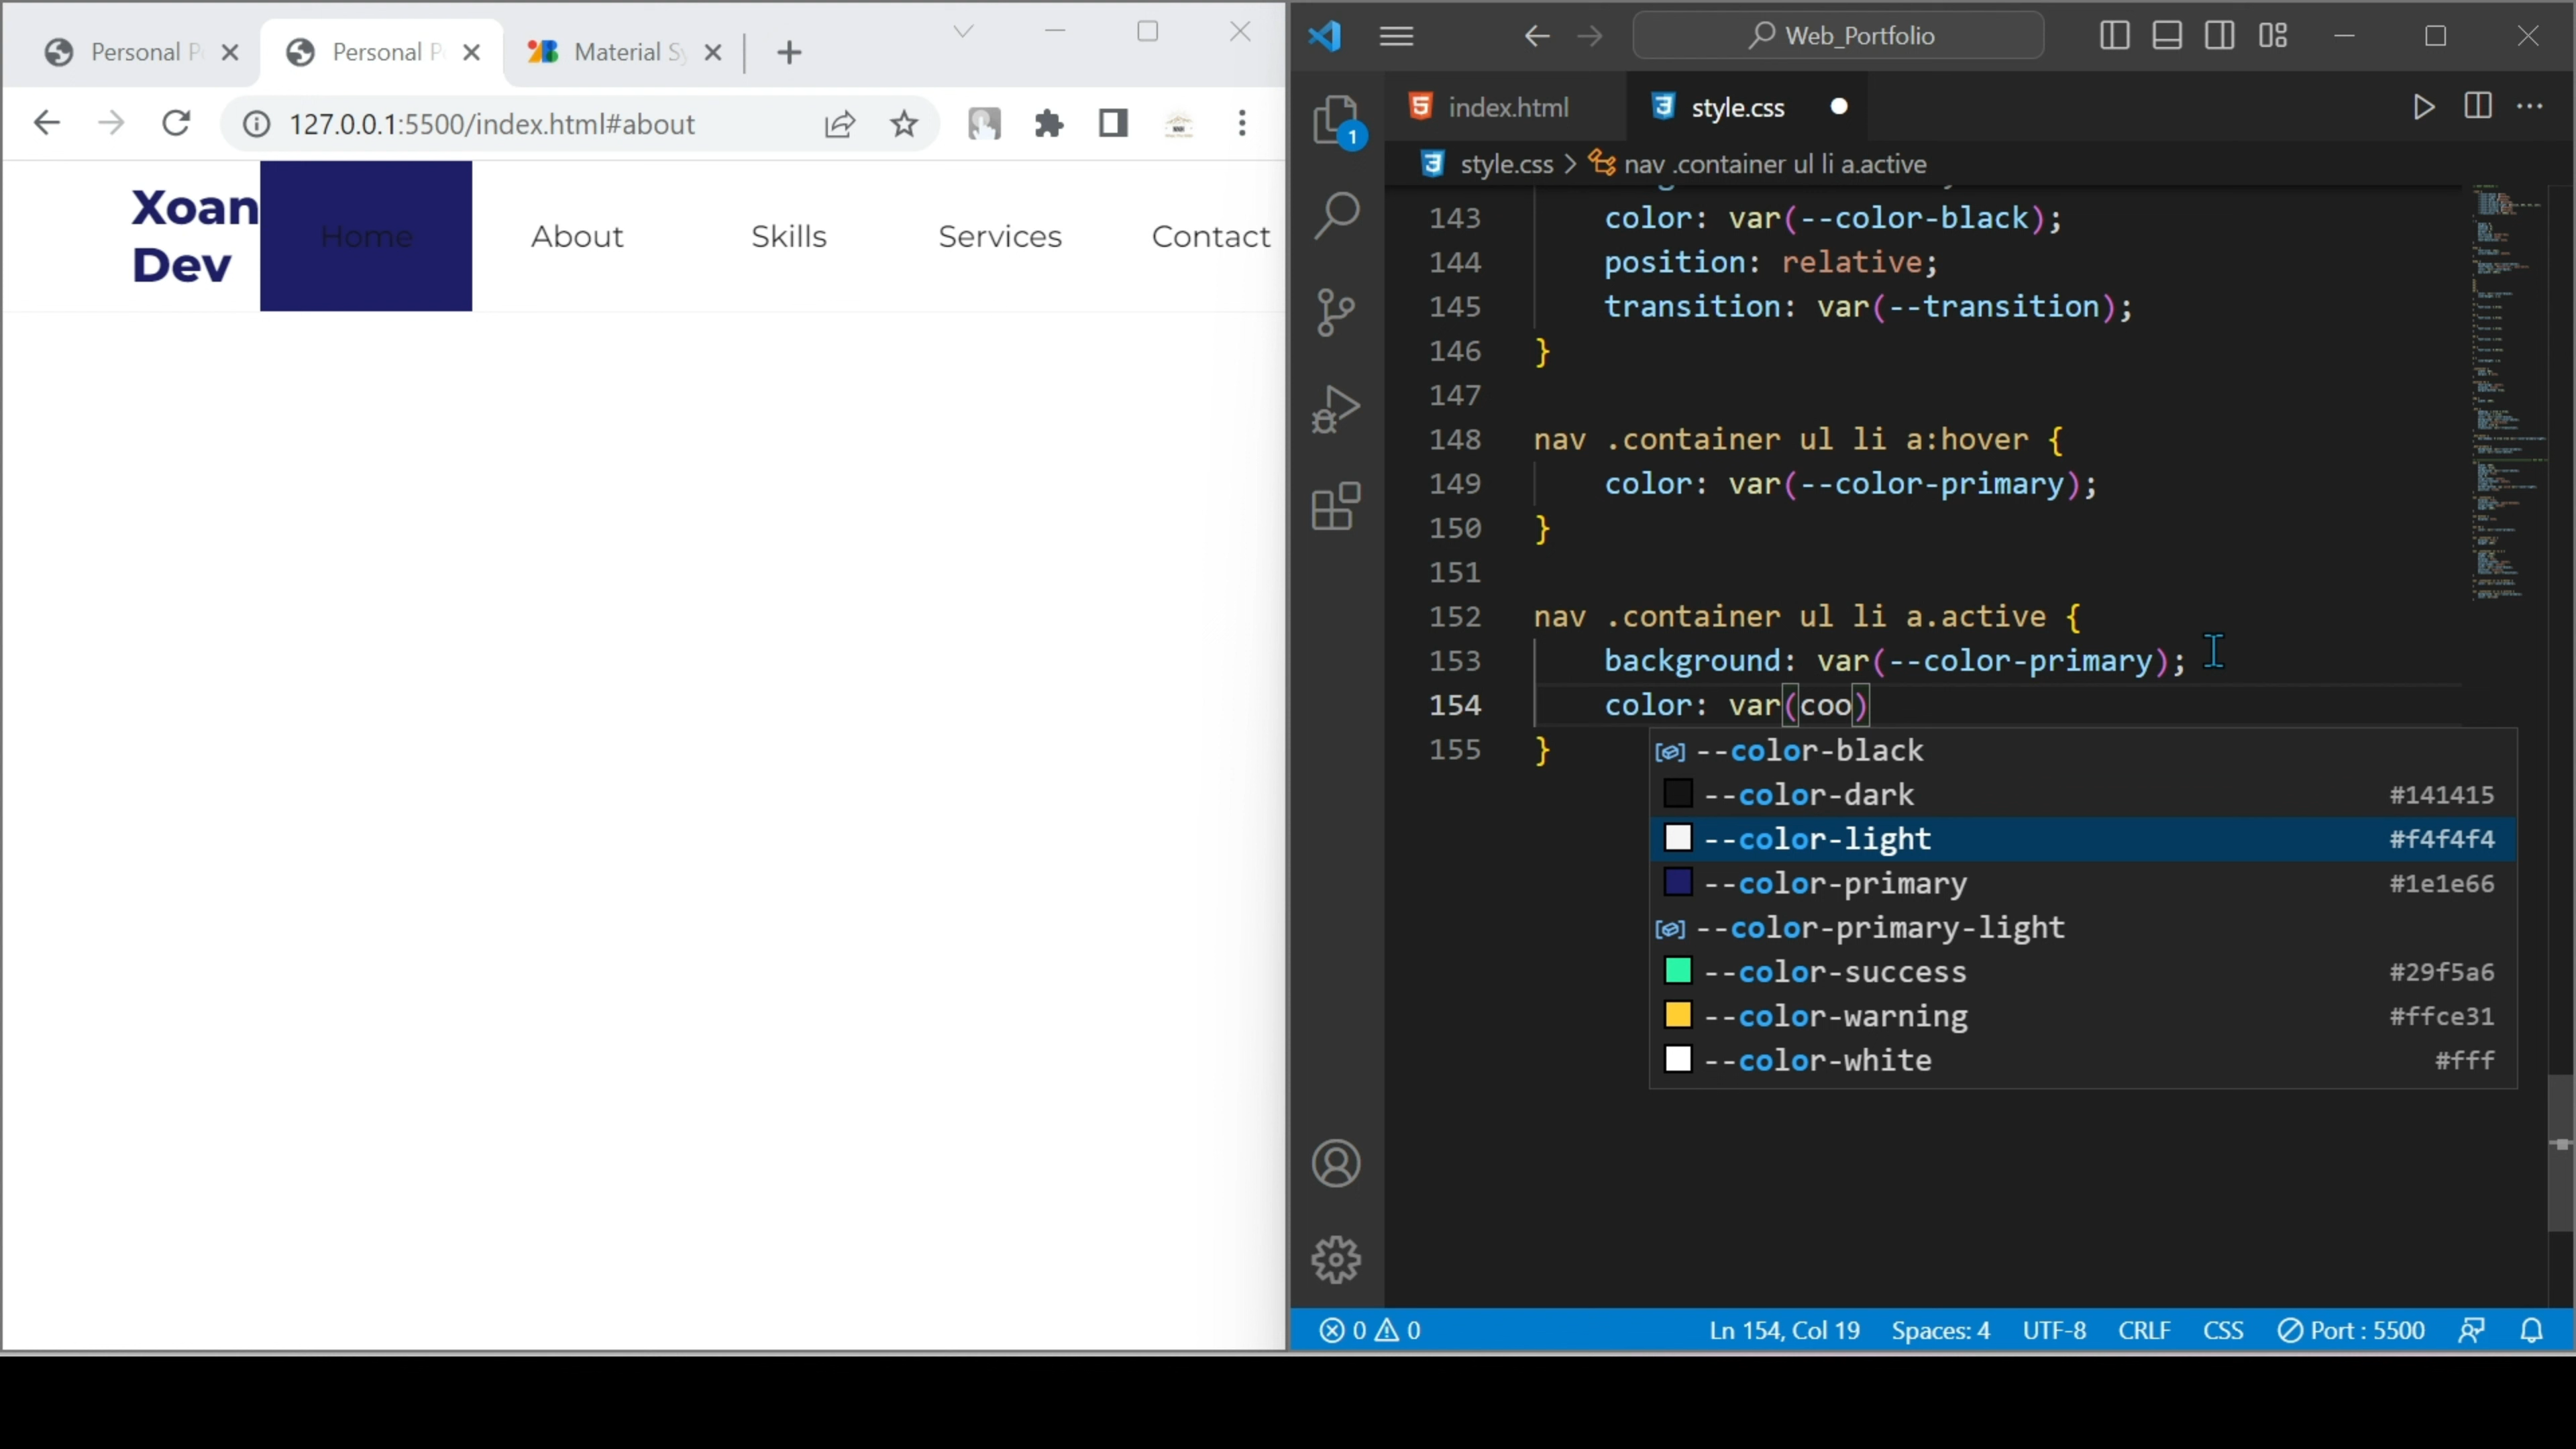 Personal P
Personal P
Material Sy
127.0.0.1:5500/index.html#about
Xoan
Dev
Home
About
Skills
Services
Contact
Web_Portfolio
1
index.html
style.css
style.css > nav .container ul li a.active
143 color: var(--color-black);
144 position: relative;
145 transition: var(--transition);
146 }
147
148 nav .container ul li a:hover {
149 color: var(--color-primary);
150 }
151
152 nav .container ul li a.active {
153 background: var(--color-primary);
154 color: var(coo)
155 }
--color-black
--color-dark #141415
--color-light #f4f4f4
--color-primary #1e1e66
--color-primary-light
--color-success #29f5a6
--color-warning #ffce31
--color-white #fff
0 0 Ln 154, Col 19 Spaces: 4 UTF-8 CRLF CSS Port : 5500